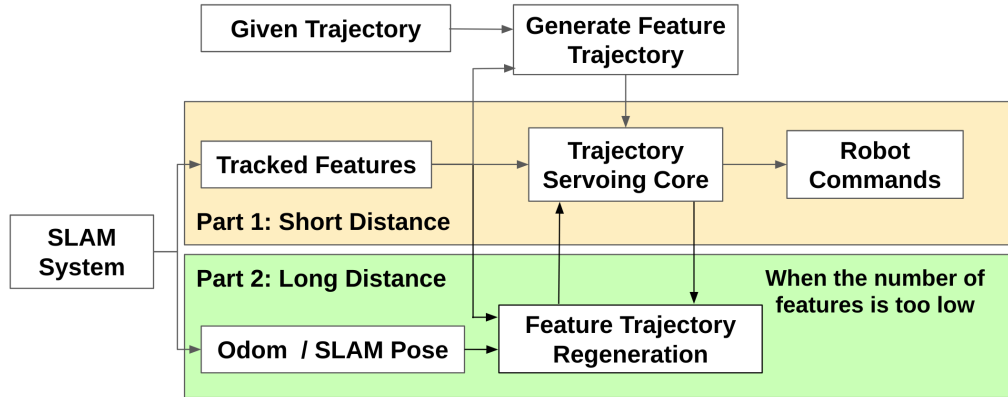 Given Trajectory
Generate Feature
Trajectory
Tracked Features
Trajectory
Servoing Core
Robot
Commands
Part 1: Short Distance
SLAM
System
Part 2: Long Distance
When the number of
features is too low
Feature Trajectory
Regeneration
Odom / SLAM Pose